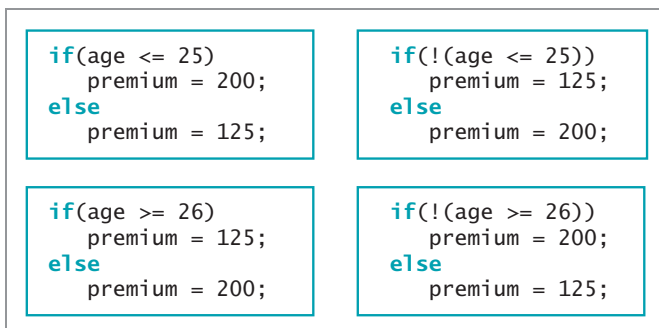 if(age <= 25)
   premium = 200;
else
   premium = 125;
if(!(age <= 25))
   premium = 125;
else
   premium = 200;
if(age >= 26)
   premium = 125;
else
   premium = 200;
if(!(age >= 26))
   premium = 200;
else
   premium = 125;